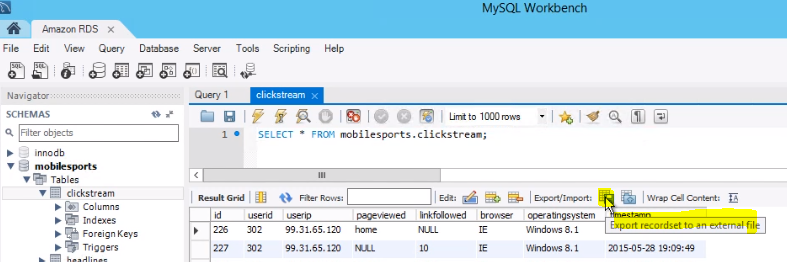 MySQL Workbench
Amazon RDS
File Edit View Query Database Server Tools Scripting Help
Navigator
SCHEMAS
Filter objects
innodb
mobilesports
Tables
clickstream
Columns
Indexes
Foreign Keys
Triggers
headlines
Query 1 clickstream
Limit to 1000 rows
1 SELECT * FROM mobilesports.clickstream;
Result Grid Filter Rows: Edit: Export/Import: Wrap Cell Content:
id userid userip pageviewed linkfollowed browser operatingsystem timestamp
Export recordset to an external file
226 302 99.31.65.120 home NULL IE Windows 8.1
227 302 99.31.65.120 NULL 10 IE Windows 8.1 2015-05-28 19:09:49